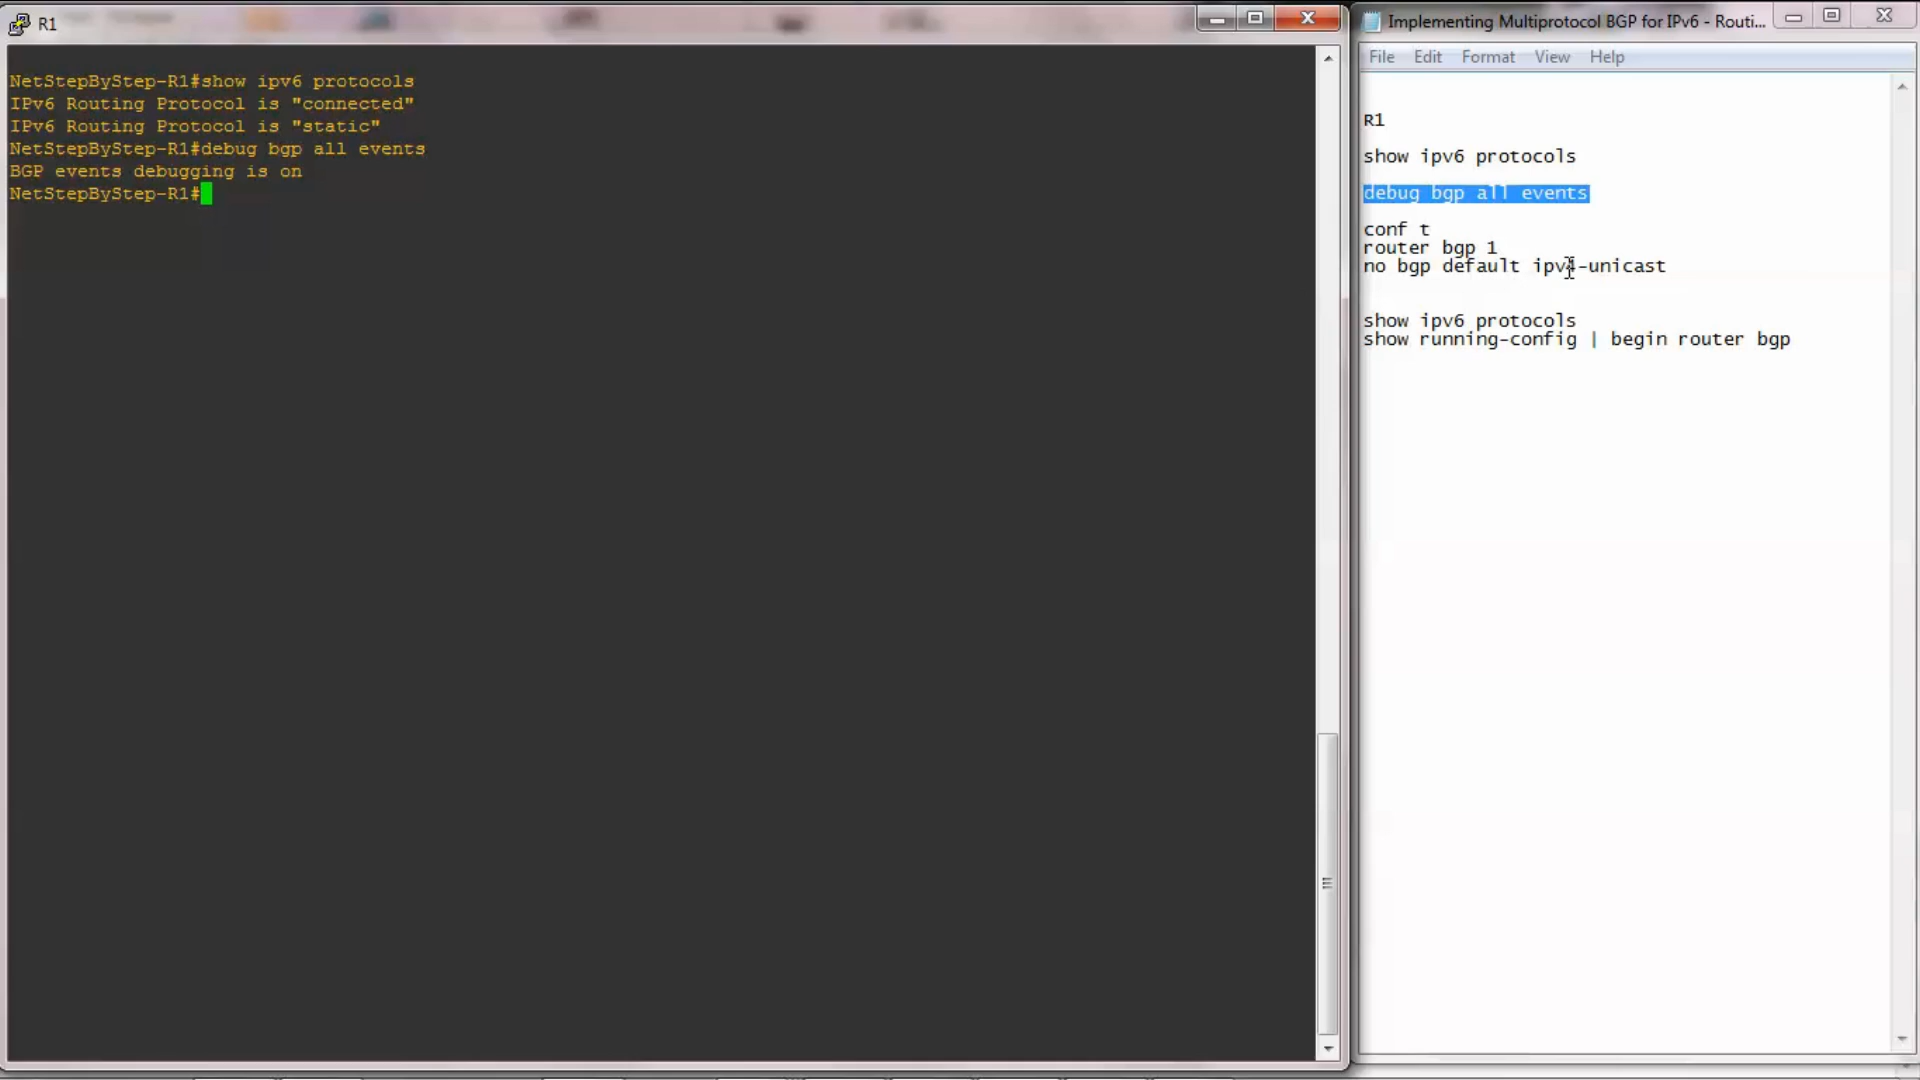 R1
NetStepByStep-R1#show ipv6 protocols
IPv6 Routing Protocol is "connected"
IPv6 Routing Protocol is "static"
NetStepByStep-R1#debug bgp all events
BGP events debugging is on
NetStepByStep-R1#
Implementing Multiprotocol BGP for IPv6 - Routi...
File Edit Format View Help
R1
show ipv6 protocols
debug bgp all events
conf t
router bgp 1
no bgp default ipv4-unicast
show ipv6 protocols
show running-config | begin router bgp